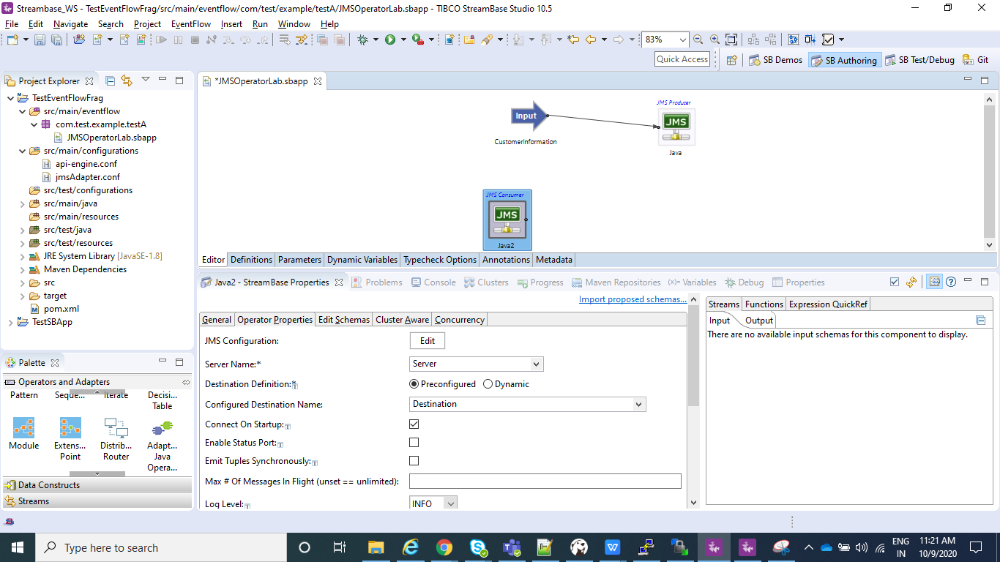 Streambase_WS - TestEventFlowFrag/src/main/eventflow/com/test/example/testA/JMSOperatorLab.sbapp - TIBCO StreamBase Studio 10.5
File Edit Navigate Search Project EventFlow Insert Run Window Help
83%
Quick Access
SB Demos
SB Authoring
SB Test/Debug
Git
Project Explorer
TestEventFlowFrag
src/main/eventflow
com.test.example.testA
JMSOperatorLab.sbapp
src/main/configurations
api-engine.conf
jmsAdapter.conf
src/test/configurations
src/main/java
src/main/resources
src/test/java
src/test/resources
JRE System Library [JavaSE-1.8]
Maven Dependencies
src
target
pom.xml
TestSBApp
Palette
Operators and Adapters
Pattern Seque... Iterate Decisi... Table
Module Extens... Point Distrib... Router Adapt... Java Opera...
Data Constructs
Streams
*JMSOperatorLab.sbapp
Input
CustomerInformation
JMS Producer
JMS
Java
JMS Consumer
JMS
Java2
Editor Definitions Parameters Dynamic Variables Typecheck Options Annotations Metadata
Java2 - StreamBase Properties Problems Console Clusters Progress Maven Repositories (x)= Variables Debug Properties
Import proposed schemas...
General Operator Properties Edit Schemas Cluster Aware Concurrency
JMS Configuration: Edit
Server Name:* Server
Destination Definition:* Preconfigured Dynamic
Configured Destination Name: Destination
Connect On Startup:
Enable Status Port:
Emit Tuples Synchronously:
Max # Of Messages In Flight (unset == unlimited):
Log Level: INFO
Streams Functions Expression QuickRef
Input Output
There are no available input schemas for this component to display.
Type here to search
ENG
IN
11:21 AM
10/9/2020